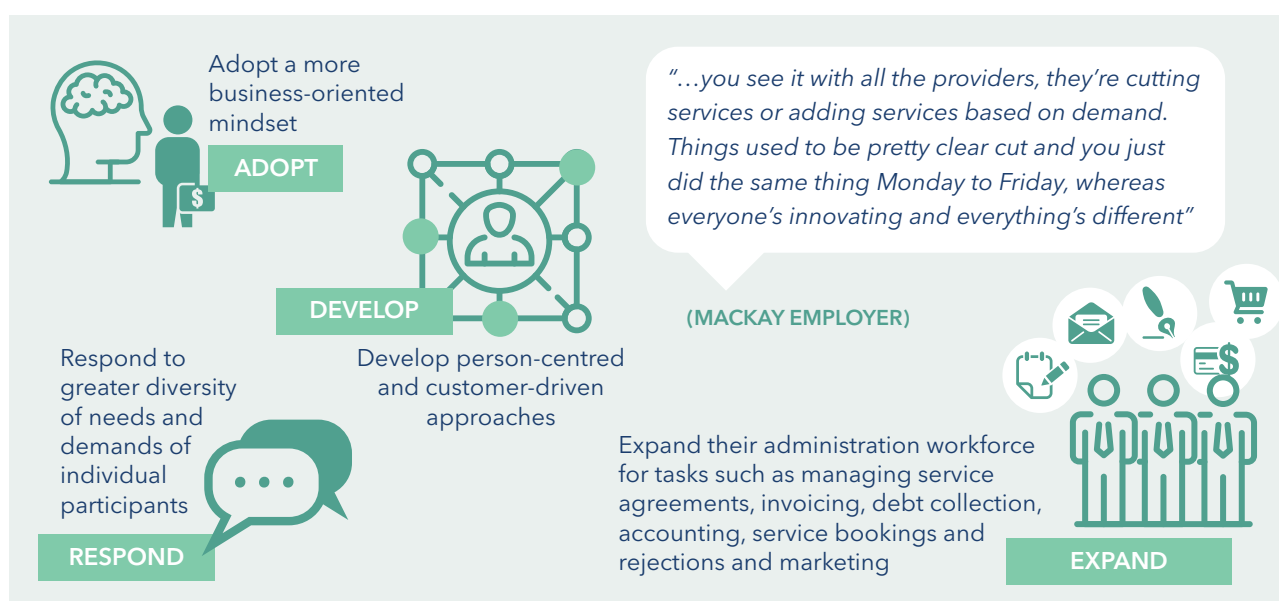 Adopt a more
business-oriented
mindset
ADOPT
$
DEVELOP
Develop person-centred
and customer-driven
approaches
Respond to
greater diversity
of needs and
demands of
individual
participants
RESPOND
“…you see it with all the providers, they’re cutting
services or adding services based on demand.
Things used to be pretty clear cut and you just
did the same thing Monday to Friday, whereas
everyone’s innovating and everything’s different”
(MACKAY EMPLOYER)
$
Expand their administration workforce
for tasks such as managing service
agreements, invoicing, debt collection,
accounting, service bookings and
rejections and marketing
EXPAND